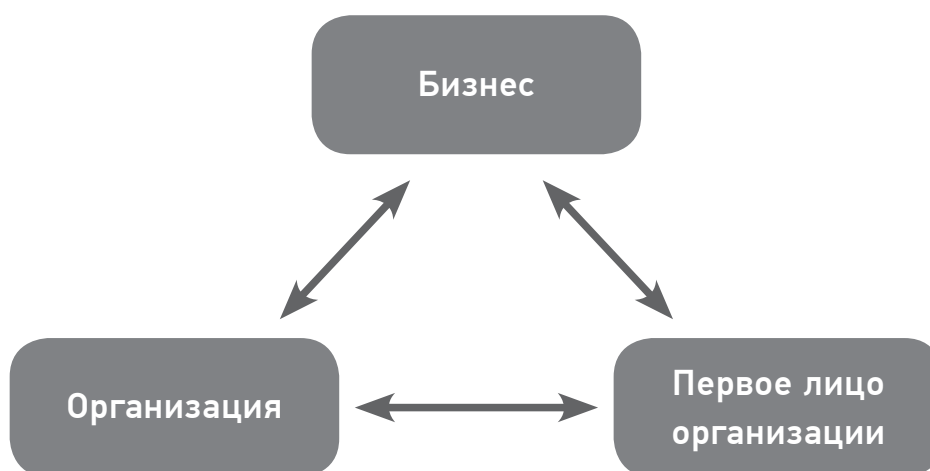 Бизнес
Организация
Первое лицо
организации